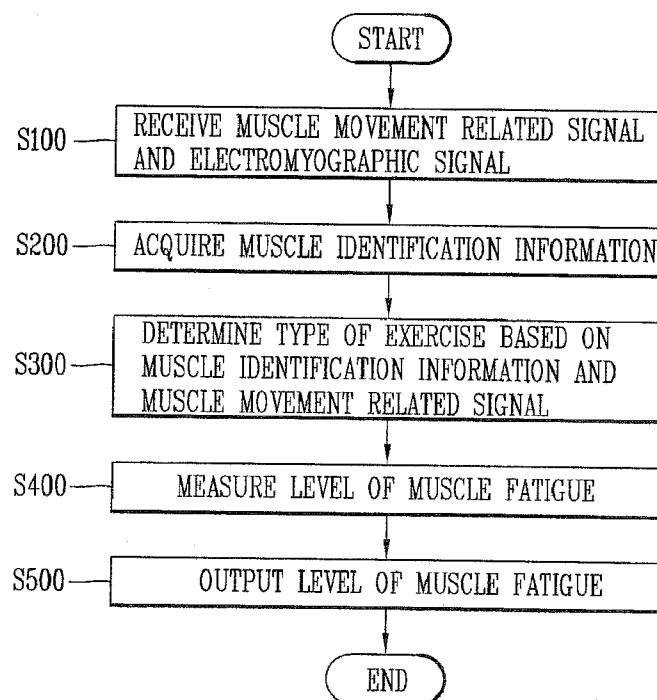 START
S100
RECEIVE MUSCLE MOVEMENT RELATED SIGNAL
AND ELECTROMYOGRAPHIC SIGNAL
S200
ACQUIRE MUSCLE IDENTIFICATION INFORMATION
S300
DETERMINE TYPE OF EXERCISE BASED ON
MUSCLE IDENTIFICATION INFORMATION AND
MUSCLE MOVEMENT RELATED SIGNAL
S400
MEASURE LEVEL OF MUSCLE FATIGUE
S500
OUTPUT LEVEL OF MUSCLE FATIGUE
END